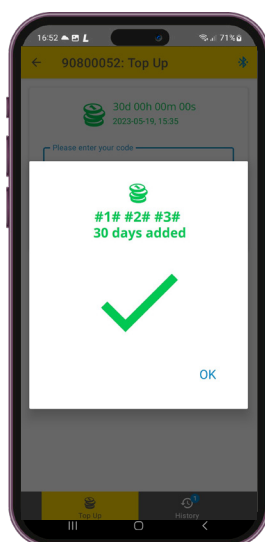 16:52
71%
90800052: Top Up
30d 00h 00m 00s
2023-05-19, 15:35
Please enter your code
#1# #2# #3#
30 days added
OK
1
Top Up
History